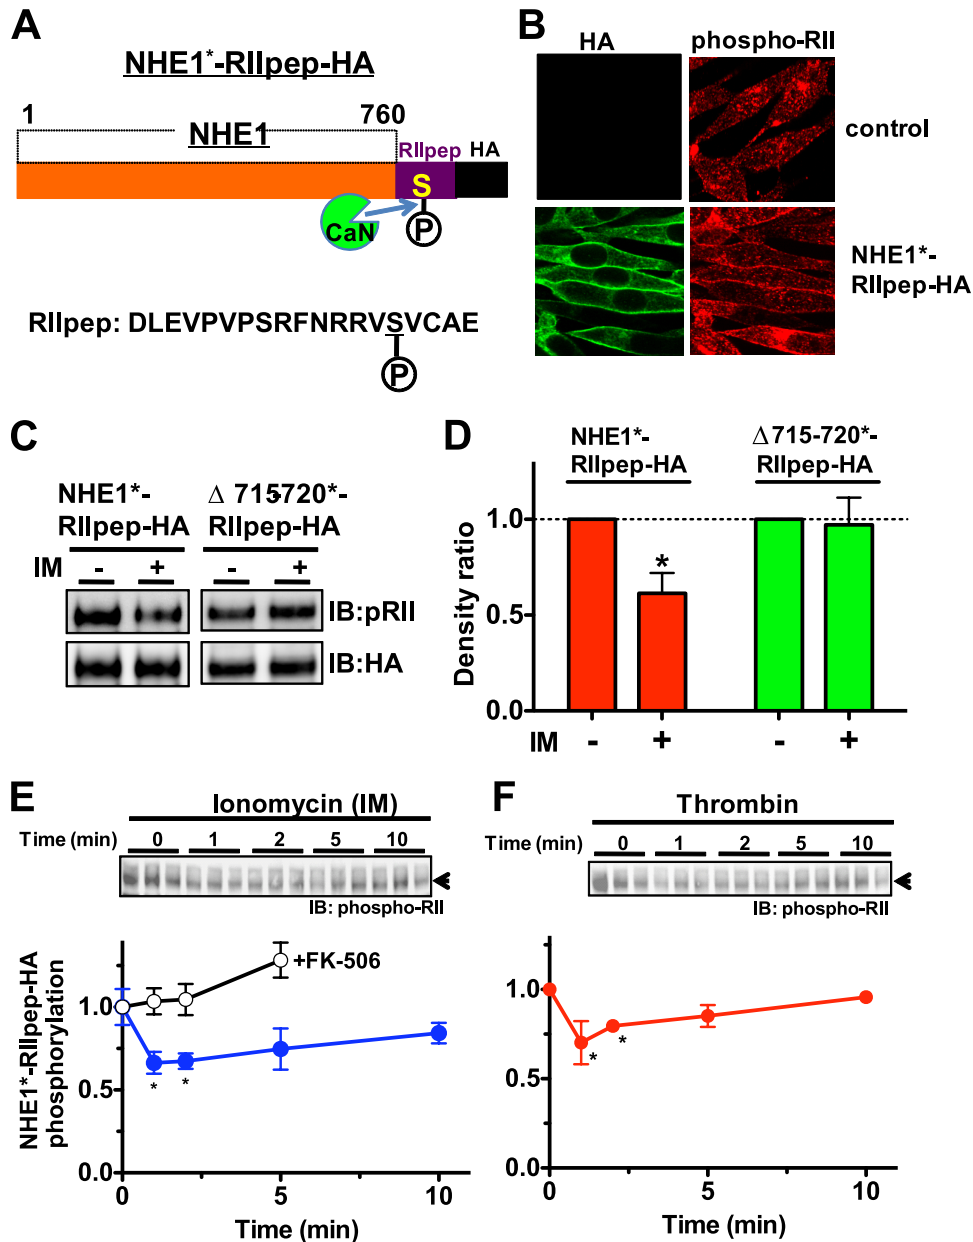 A
NHE1*-RIIpep-HA
1
760
NHE1
RIIpep
HA
S
CaN
P
RIIpep: DLEVPVPSRFNRRVSVCAE
P
B
HA
phospho-RII
control
NHE1*-
RIIpep-HA
C
NHE1*-
RIIpep-HA
Δ 715-720*-
RIIpep-HA
IM
-
+
-
+
IB:pRII
IB:HA
D
NHE1*-
RIIpep-HA
Δ715-720*-
RIIpep-HA
Density ratio
1.0
0.5
0.0
*
IM
-
+
-
+
E
Ionomycin (IM)
Time (min)
0
1
2
5
10
IB: phospho-RII
NHE1*-RIIpep-HA
phosphorylation
1.0
0.5
0.0
+FK-506
*
*
0
5
10
Time (min)
F
Thrombin
Time (min)
0
1
2
5
10
IB: phospho-RII
1.0
0.5
0.0
*
*
0
5
10
Time (min)